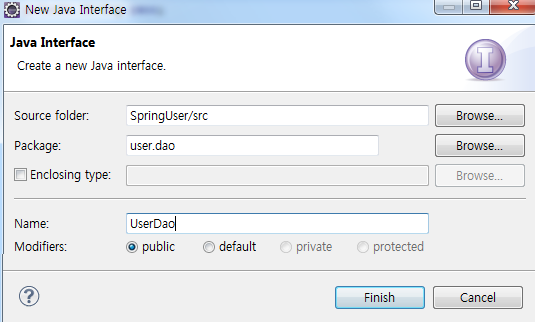 New Java Interface
Java Interface
Create a new Java interface.
I
Source folder: SpringUser/src Browse...
Package: user.dao Browse...
Enclosing type: Browse...
Name: UserDao
Modifiers: public default private protected
? Finish Cancel